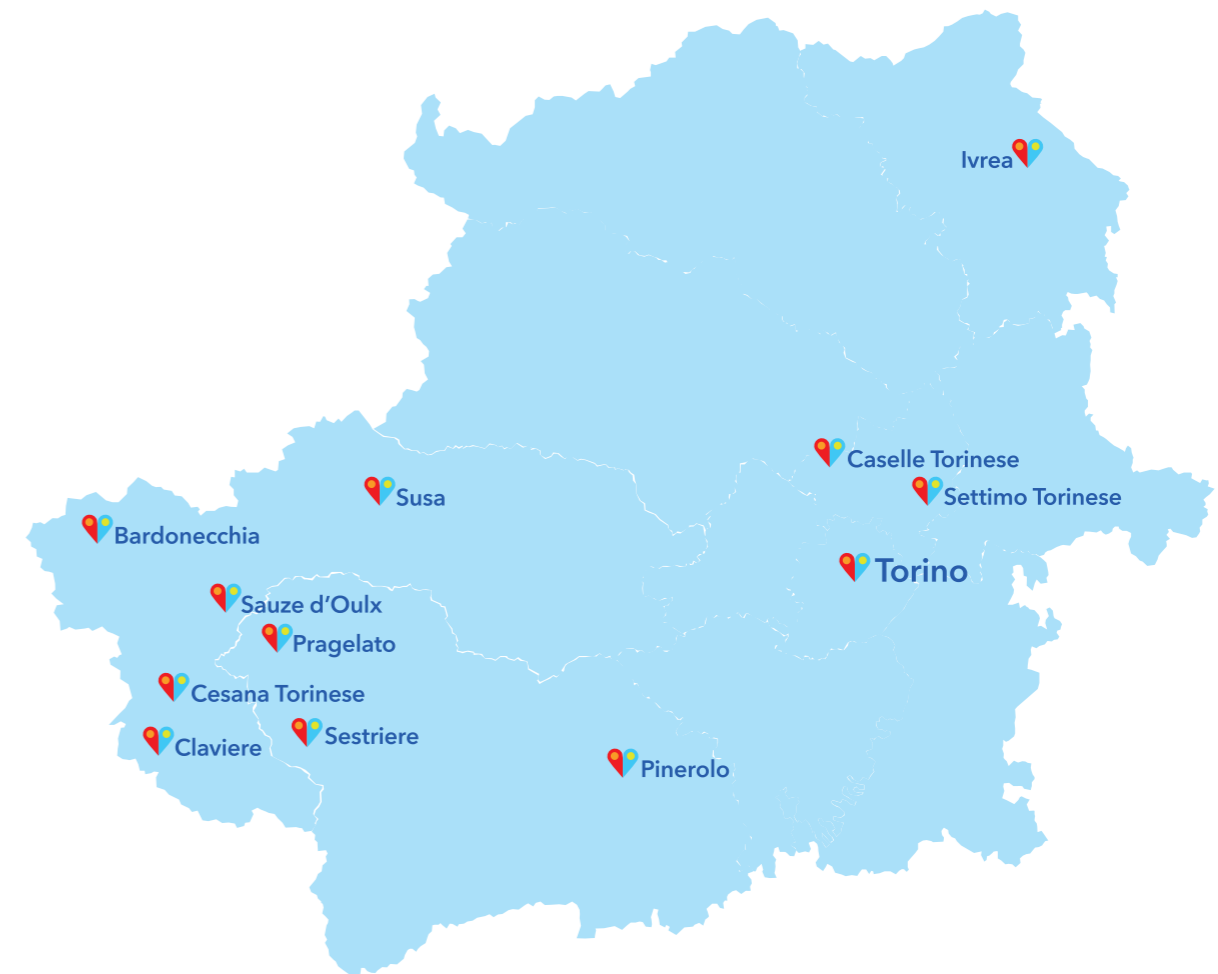 Ivrea
Caselle Torinese
Settimo Torinese
Susa
Bardonecchia
Torino
Sauze d’Oulx
Pragelato
Cesana Torinese
Sestriere
Claviere
Pinerolo